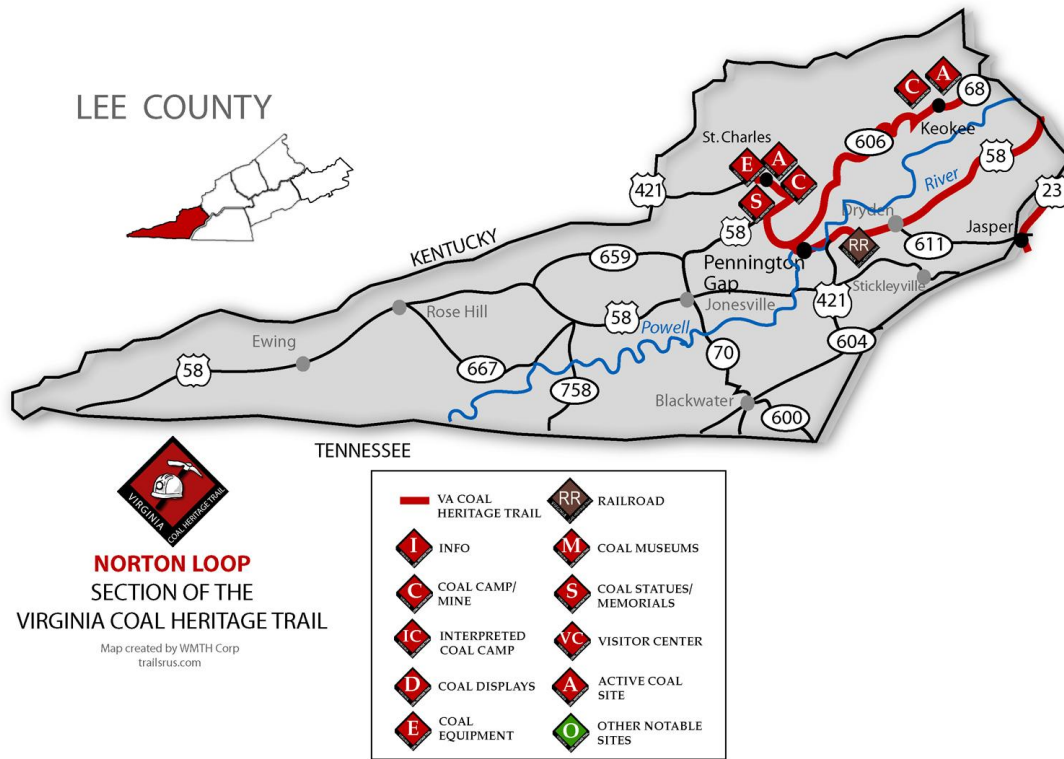 LEE COUNTY
C
A
68
Keokee
St. Charles
606
E
A
C
58
421
River
23
S
Dryden
KENTUCKY
58
Jasper
611
RR
659
Pennington
Gap
Stickleyville
421
Rose Hill
58
Jonesville
Powell
Ewing
604
70
58
667
758
Blackwater
600
TENNESSEE
VIRGINIA
COAL HERITAGE TRAIL
NORTON LOOP
SECTION OF THE
VIRGINIA COAL HERITAGE TRAIL
Map created by WMTH Corp
trailsrus.com
VA COAL
HERITAGE TRAIL
I INFO
C COAL CAMP/
MINE
IC INTERPRETED
COAL CAMP
D COAL DISPLAYS
E COAL
EQUIPMENT
RR RAILROAD
M COAL MUSEUMS
S COAL STATUES/
MEMORIALS
VC VISITOR CENTER
A ACTIVE COAL
SITE
O OTHER NOTABLE
SITES